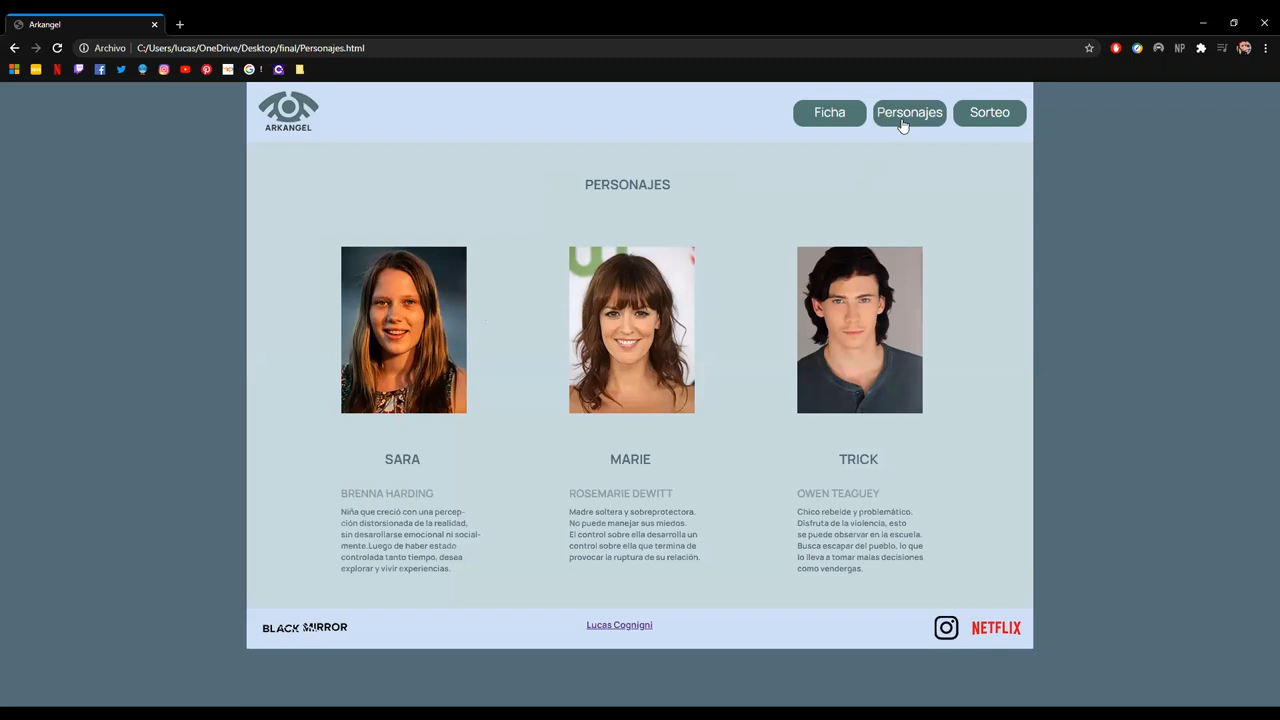 Arkangel
Archivo C:/Users/lucas/OneDrive/Desktop/final/Personajes.html
NP
ARKANGEL
Ficha
Personajes
Sorteo
PERSONAJES
SARA
BRENNA HARDING
Niña que creció con una percep-
ción distorsionada de la realidad,
sin desarollarse emocional ni social-
mente.Luego de haber estado
controlada tanto tiempo, desea
explorar y vivir experiencias.
MARIE
ROSEMARIE DEWITT
Madre soltera y sobreprotectora.
No puede manejar sus miedos.
El control sobre ella desarrolla un
control sobre ella que termina de
provocar la ruptura de su relación.
TRICK
OWEN TEAGUEY
Chico rebelde y problemático.
Disfruta de la violencia, esto
se puede observar en la escuela.
Busca escapar del pueblo, lo que
lo lleva a tomar malas decisiones
como vendergas.
BLACK MIRROR
Lucas Cognigni
NETFLIX